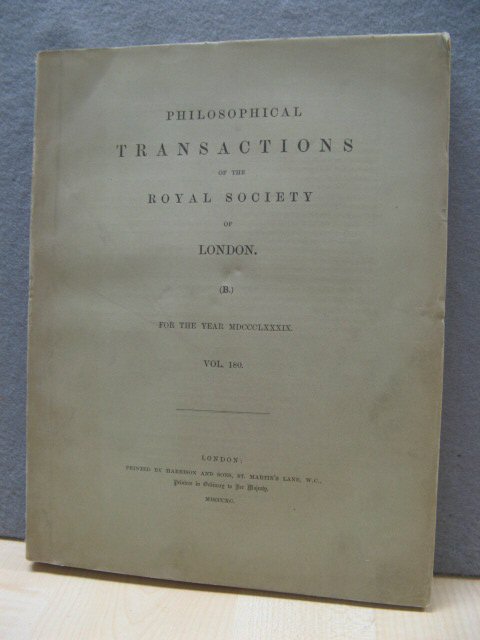 PHILOSOPHICAL
TRANSACTIONS
OF THE
ROYAL SOCIETY
OF
LONDON.
(B.)
FOR THE YEAR MDCCCLXXXIX.
VOL. 180.
LONDON:
PRINTED BY HARRISON AND SONS, ST. MARTIN'S LANE, W.C.,
Printers in Ordinary to Her Majesty.
MDCCCXC.